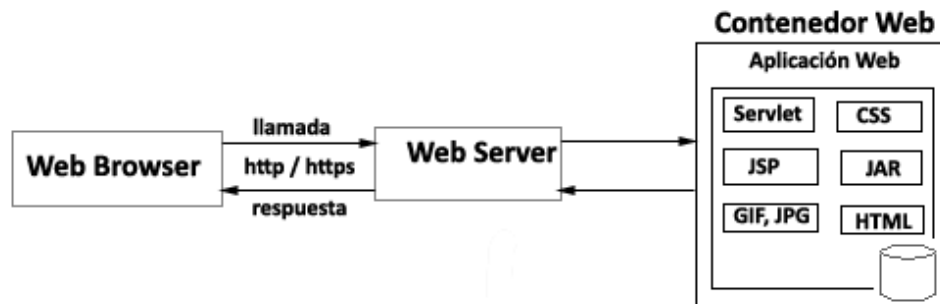 Contenedor Web
Aplicación Web
Servlet
CSS
JSP
JAR
GIF, JPG
HTML
Web Browser
llamada
http / https
respuesta
Web Server